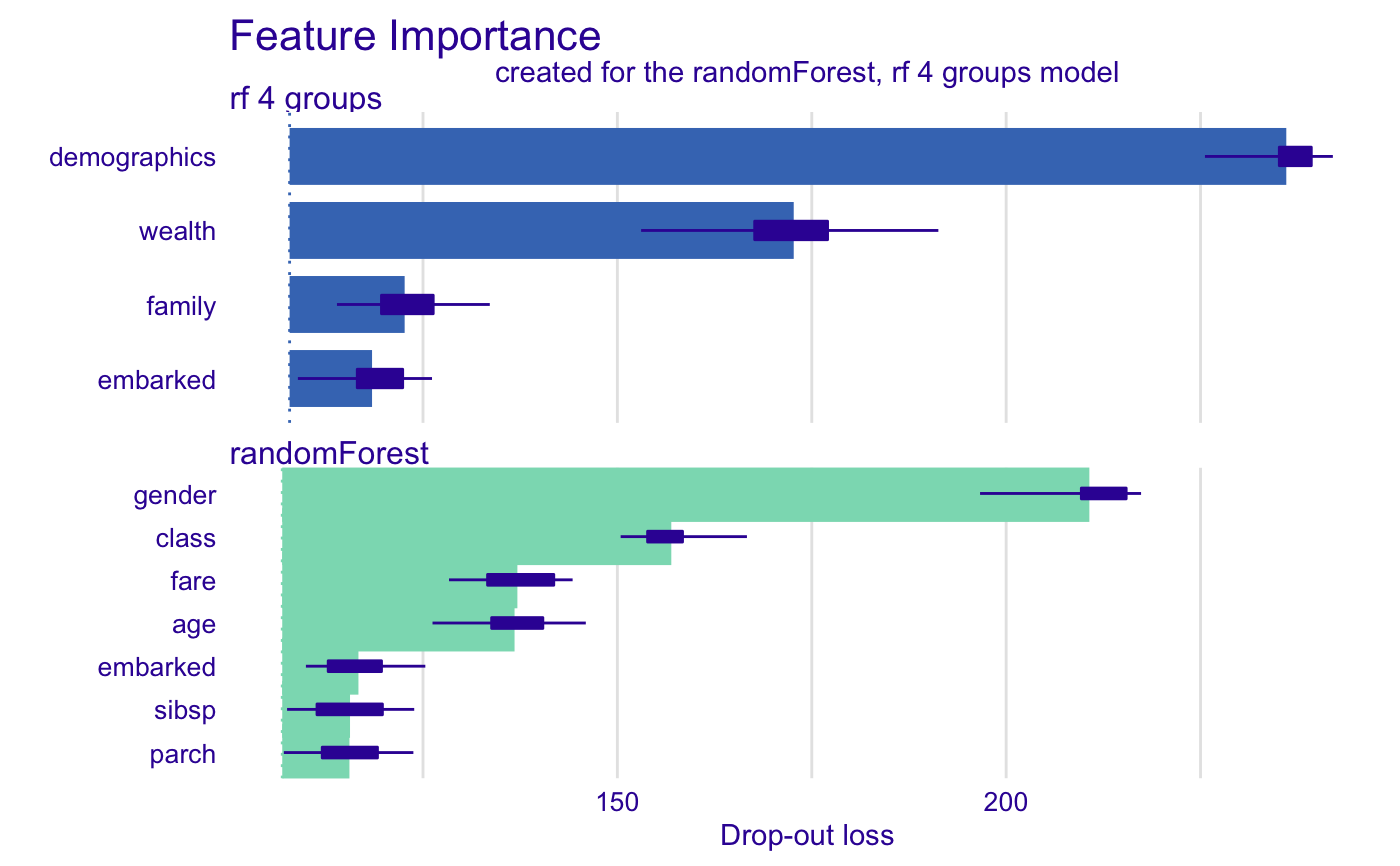 Feature Importance
created for the randomForest, rf 4 groups model
rf 4 groups
demographics
wealth
family
embarked
randomForest
gender
class
fare
age
embarked
sibsp
parch
150 200
Drop-out loss